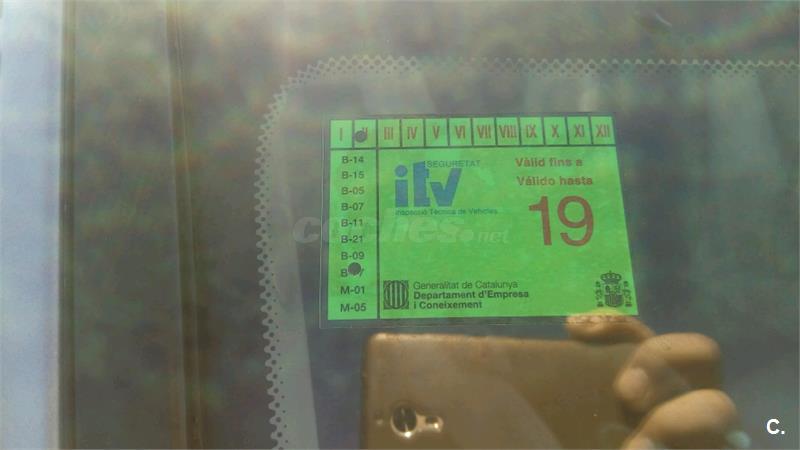 I III IV V VI VII VIII IX X XI XII
B-14
B-15
B-05
B-07
B-11
B-21
B-09
M-01
M-05
SEGURETAT
itv
Inspecció Tècnica de Vehicles
Vàlid fins a
Válido hasta
19
Generalitat de Catalunya
Departament d'Empresa
i Coneixement
coches.net
C.